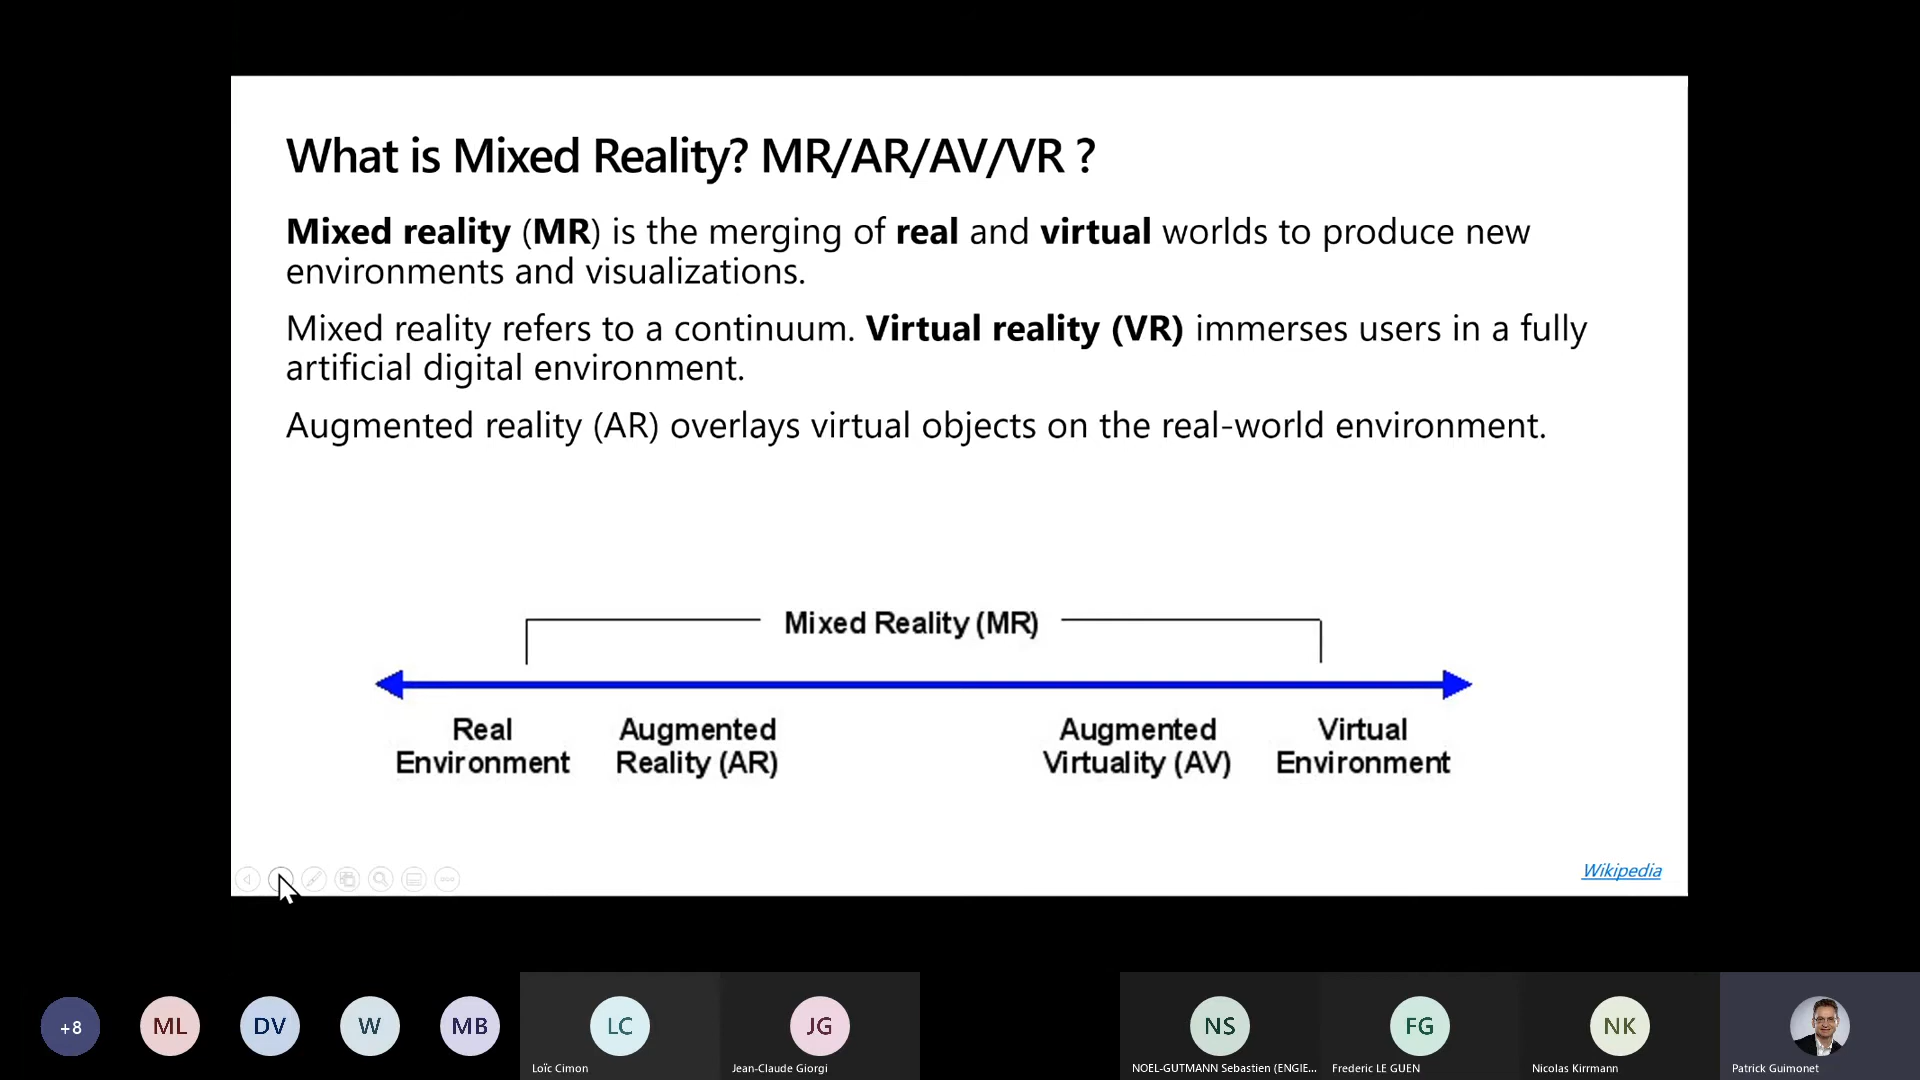 What is Mixed Reality? MR/AR/AV/VR ?
Mixed reality (MR) is the merging of real and virtual worlds to produce new
environments and visualizations.
Mixed reality refers to a continuum. Virtual reality (VR) immerses users in a fully
artificial digital environment.
Augmented reality (AR) overlays virtual objects on the real-world environment.
Mixed Reality (MR)
Real
Environment
Augmented
Reality (AR)
Augmented
Virtuality (AV)
Virtual
Environment
Wikipedia
+8
ML
DV
W
MB
LC
JG
NS
FG
NK
Loïc Cimon
Jean-Claude Giorgi
NOEL-GUTMANN Sebastien (ENGIE...
Frederic LE GUEN
Nicolas Kirrmann
Patrick Guimonet